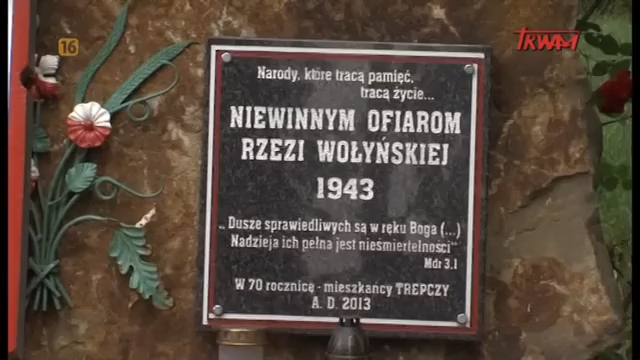 16
TRWAM
Narody, które tracą pamięć,
tracą życie...
NIEWINNYM OFIAROM
RZEZI WOŁYŃSKIEJ
1943
„Dusze sprawiedliwych są w ręku Boga (...)
Nadzieja ich pełna jest nieśmiertelności"
Mdr 3.1
W 70 rocznicę - mieszkańcy TREPCZY
A. D. 2013